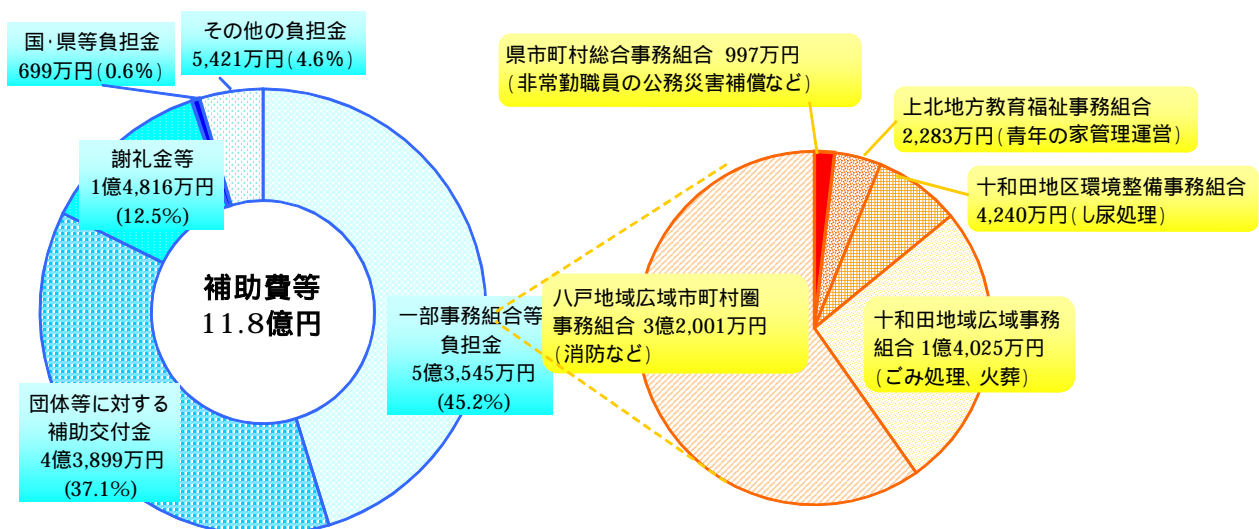 国・県等負担金
699万円(0.6%)
その他の負担金
5,421万円(4.6%)
謝礼金等
1億4,816万円
(12.5%)
補助費等
11.8億円
一部事務組合等
負担金
5億3,545万円
(45.2%)
団体等に対する
補助交付金
4億3,899万円
(37.1%)
県市町村総合事務組合 997万円
(非常勤職員の公務災害補償など)
上北地方教育福祉事務組合
2,283万円(青年の家管理運営)
十和田地区環境整備事務組合
4,240万円(し尿処理)
八戸地域広域市町村圏
事務組合 3億2,001万円
(消防など)
十和田地域広域事務
組合 1億4,025万円
(ごみ処理、火葬)